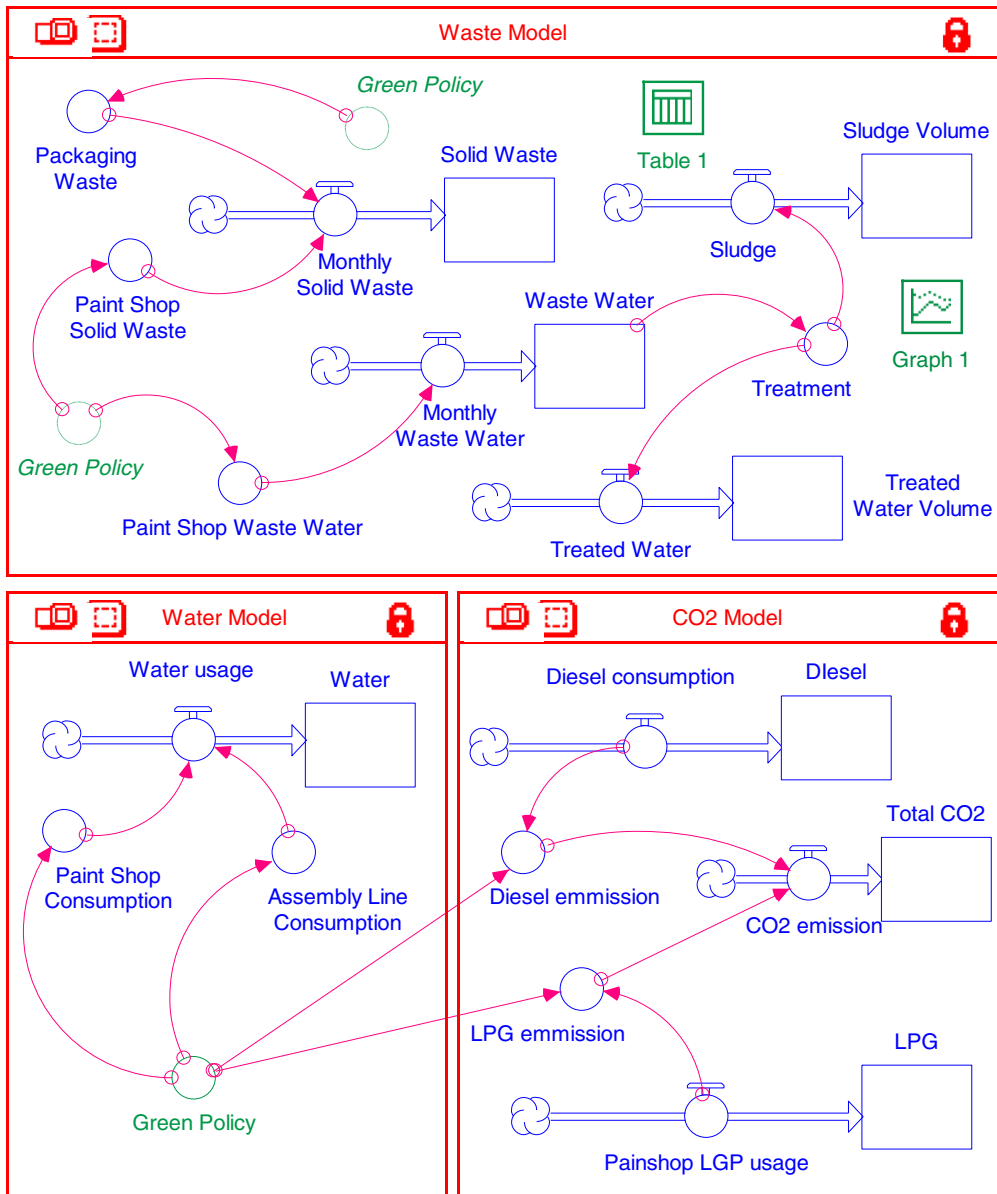 Waste Model
Green Policy
Packaging
Waste
Solid Waste
Table 1
Sludge Volume
Monthly
Solid Waste
Sludge
Paint Shop
Solid Waste
Waste Water
Graph 1
Treatment
Monthly
Waste Water
Green Policy
Paint Shop Waste Water
Treated Water
Treated
Water Volume
Water Model
Water usage
Water
Paint Shop
Consumption
Assembly Line
Consumption
Green Policy
CO2 Model
Diesel consumption
DIesel
Total CO2
Diesel emmission
CO2 emission
LPG emmission
LPG
Painshop LGP usage